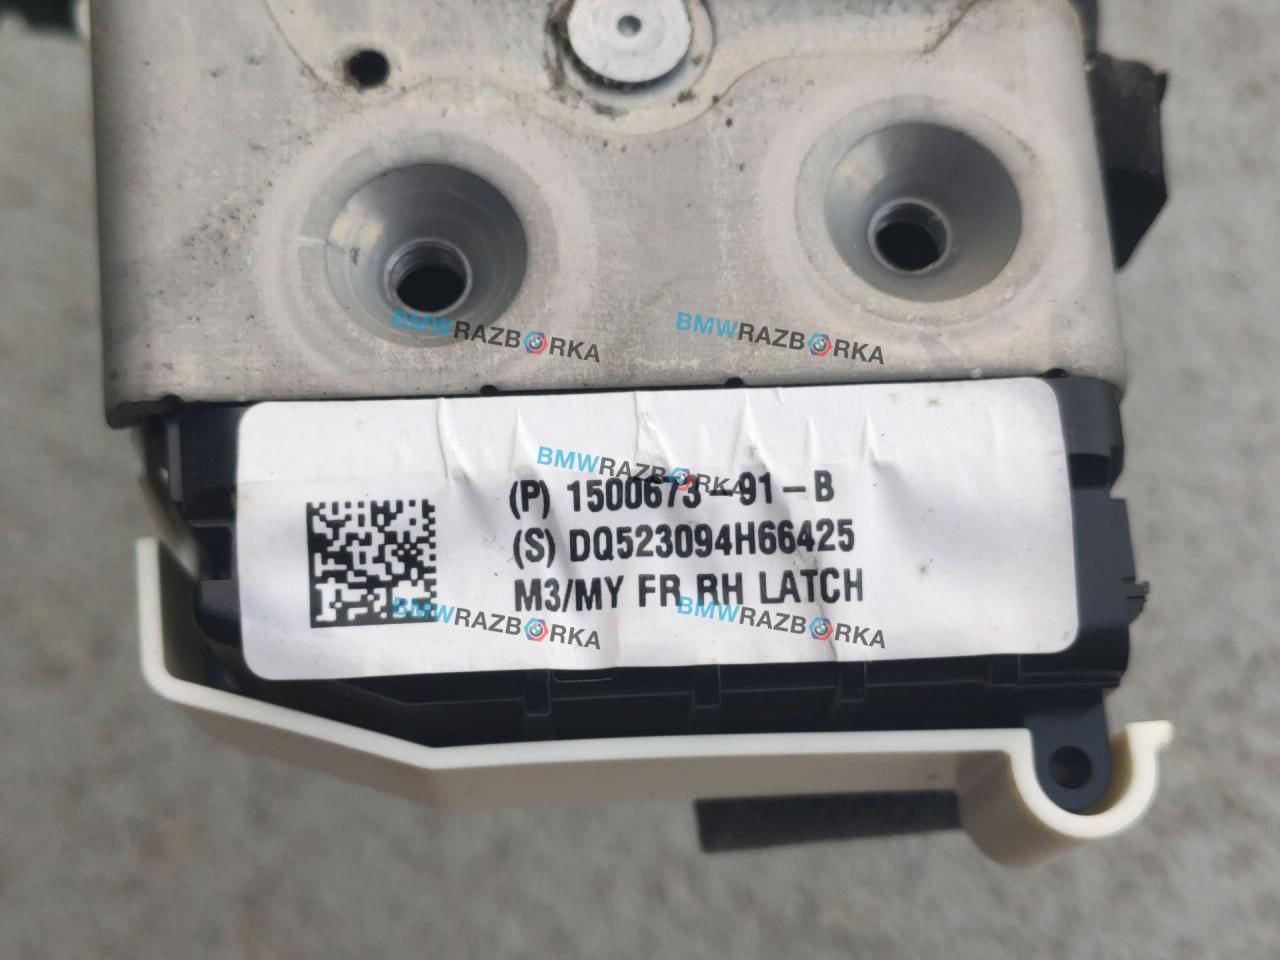 BMWRAZBORKA
BMWRAZBORKA
BMWRAZBORKA
(P) 1500673-91-B
(S) DQ523094H66425
M3/MY FR RH LATCH
BMWRAZBORKA
BMWRAZBORKA